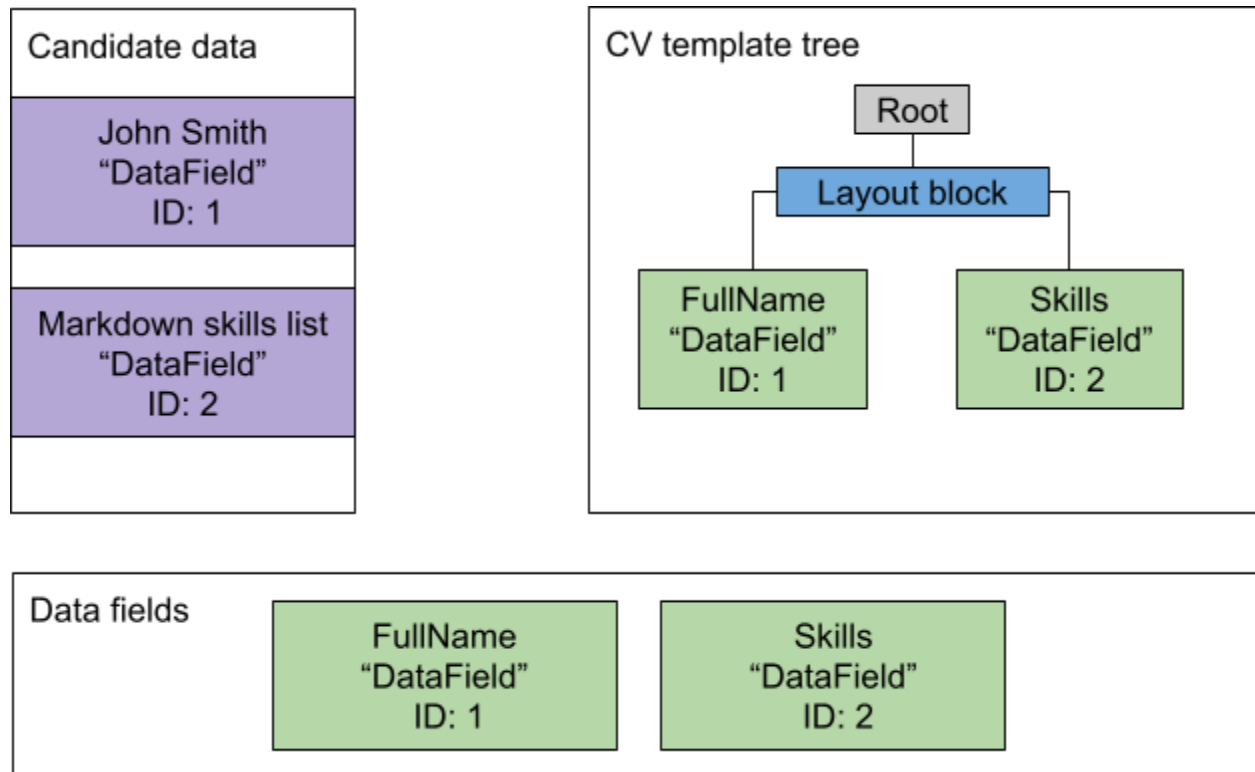 Candidate data
John Smith
“DataField”
ID: 1
Markdown skills list
“DataField”
ID: 2
CV template tree
Root
Layout block
FullName
“DataField”
ID: 1
Skills
“DataField”
ID: 2
Data fields
FullName
“DataField”
ID: 1
Skills
“DataField”
ID: 2